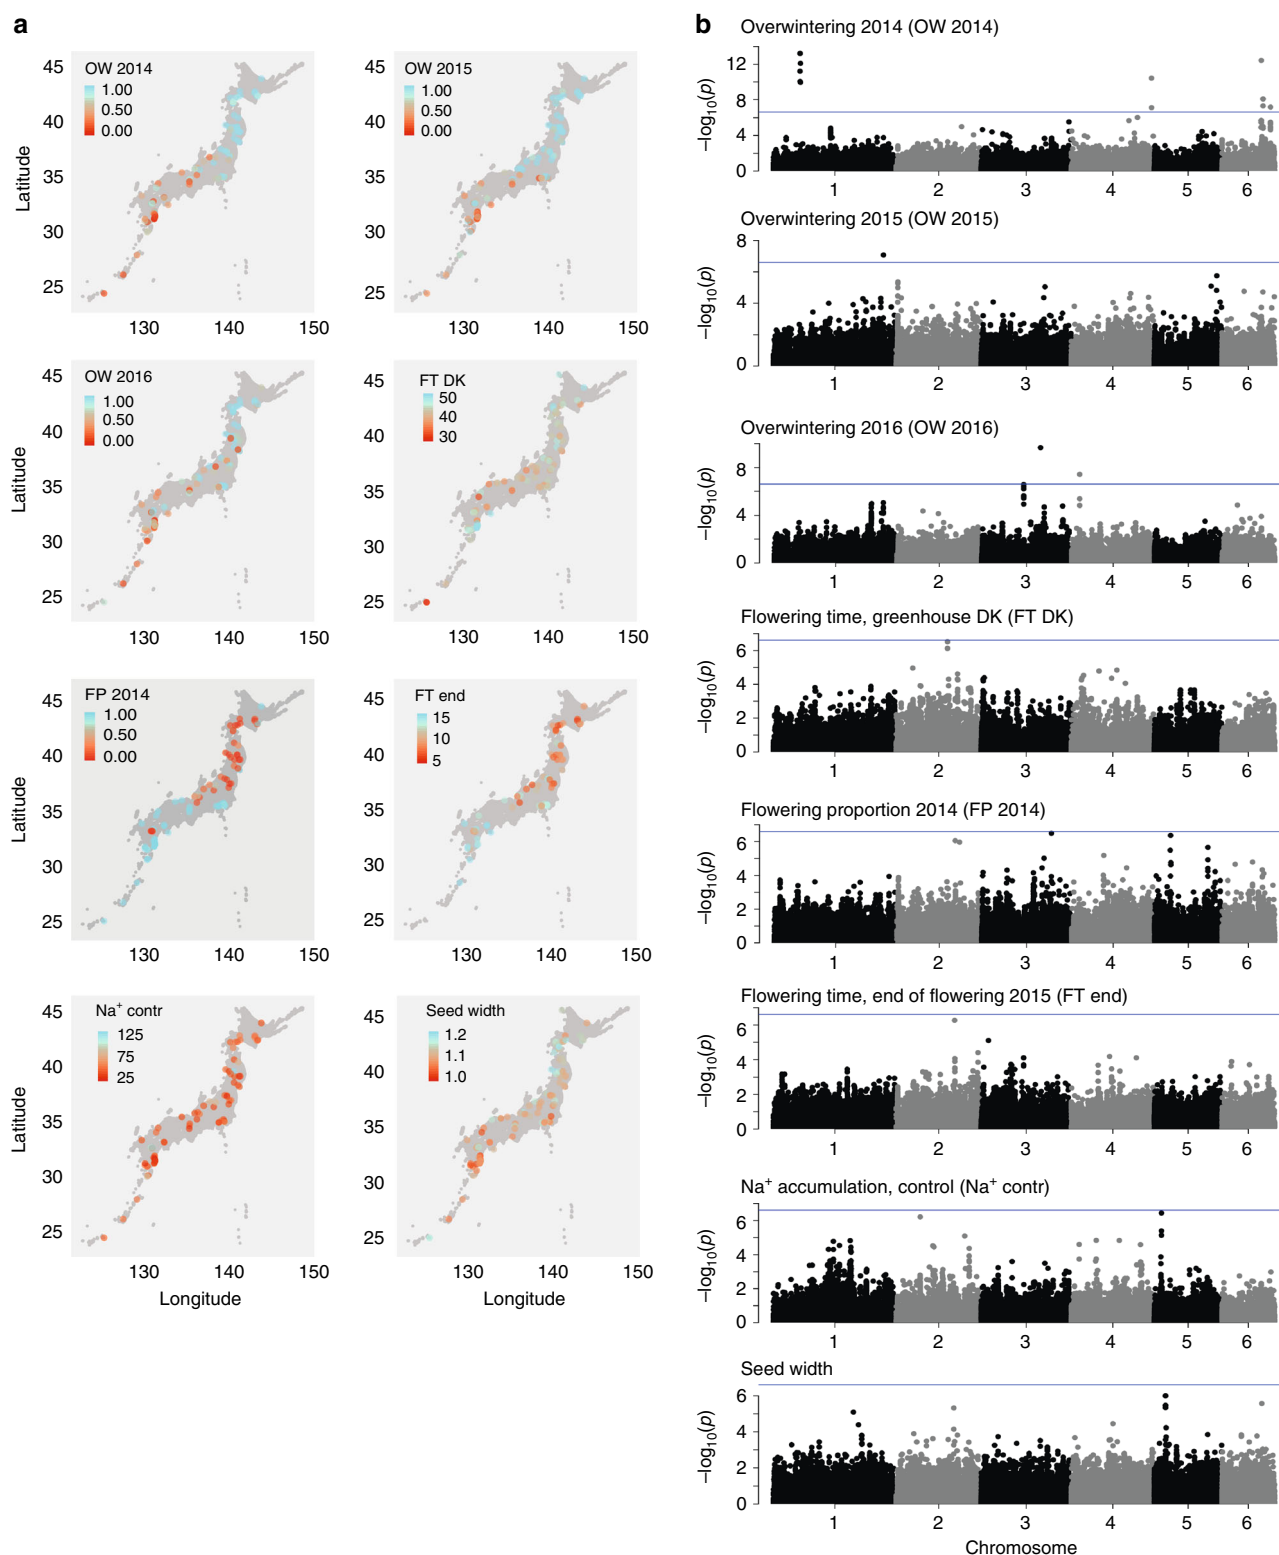 a
OW 2014
1.00
0.50
0.00
45
40
35
30
25
Latitude
130
140
150
OW 2015
1.00
0.50
0.00
45
40
35
30
25
130
140
150
OW 2016
1.00
0.50
0.00
45
40
35
30
25
Latitude
130
140
150
FT DK
50
40
30
45
40
35
30
25
130
140
150
FP 2014
1.00
0.50
0.00
45
40
35
30
25
Latitude
130
140
150
FT end
15
10
5
45
40
35
30
25
130
140
150
Na+ contr
125
75
25
45
40
35
30
25
Latitude
130
140
150
Longitude
Seed width
1.2
1.1
1.0
45
40
35
30
25
130
140
150
Longitude
b
Overwintering 2014 (OW 2014)
−log10(p)
12
8
4
0
1 2 3 4 5 6
Overwintering 2015 (OW 2015)
−log10(p)
8
4
0
1 2 3 4 5 6
Overwintering 2016 (OW 2016)
−log10(p)
8
4
0
1 2 3 4 5 6
Flowering time, greenhouse DK (FT DK)
−log10(p)
6
4
2
0
1 2 3 4 5 6
Flowering proportion 2014 (FP 2014)
−log10(p)
6
4
2
0
1 2 3 4 5 6
Flowering time, end of flowering 2015 (FT end)
−log10(p)
6
4
2
0
1 2 3 4 5 6
Na+ accumulation, control (Na+ contr)
−log10(p)
6
4
2
0
1 2 3 4 5 6
Seed width
−log10(p)
6
4
2
0
1 2 3 4 5 6
Chromosome